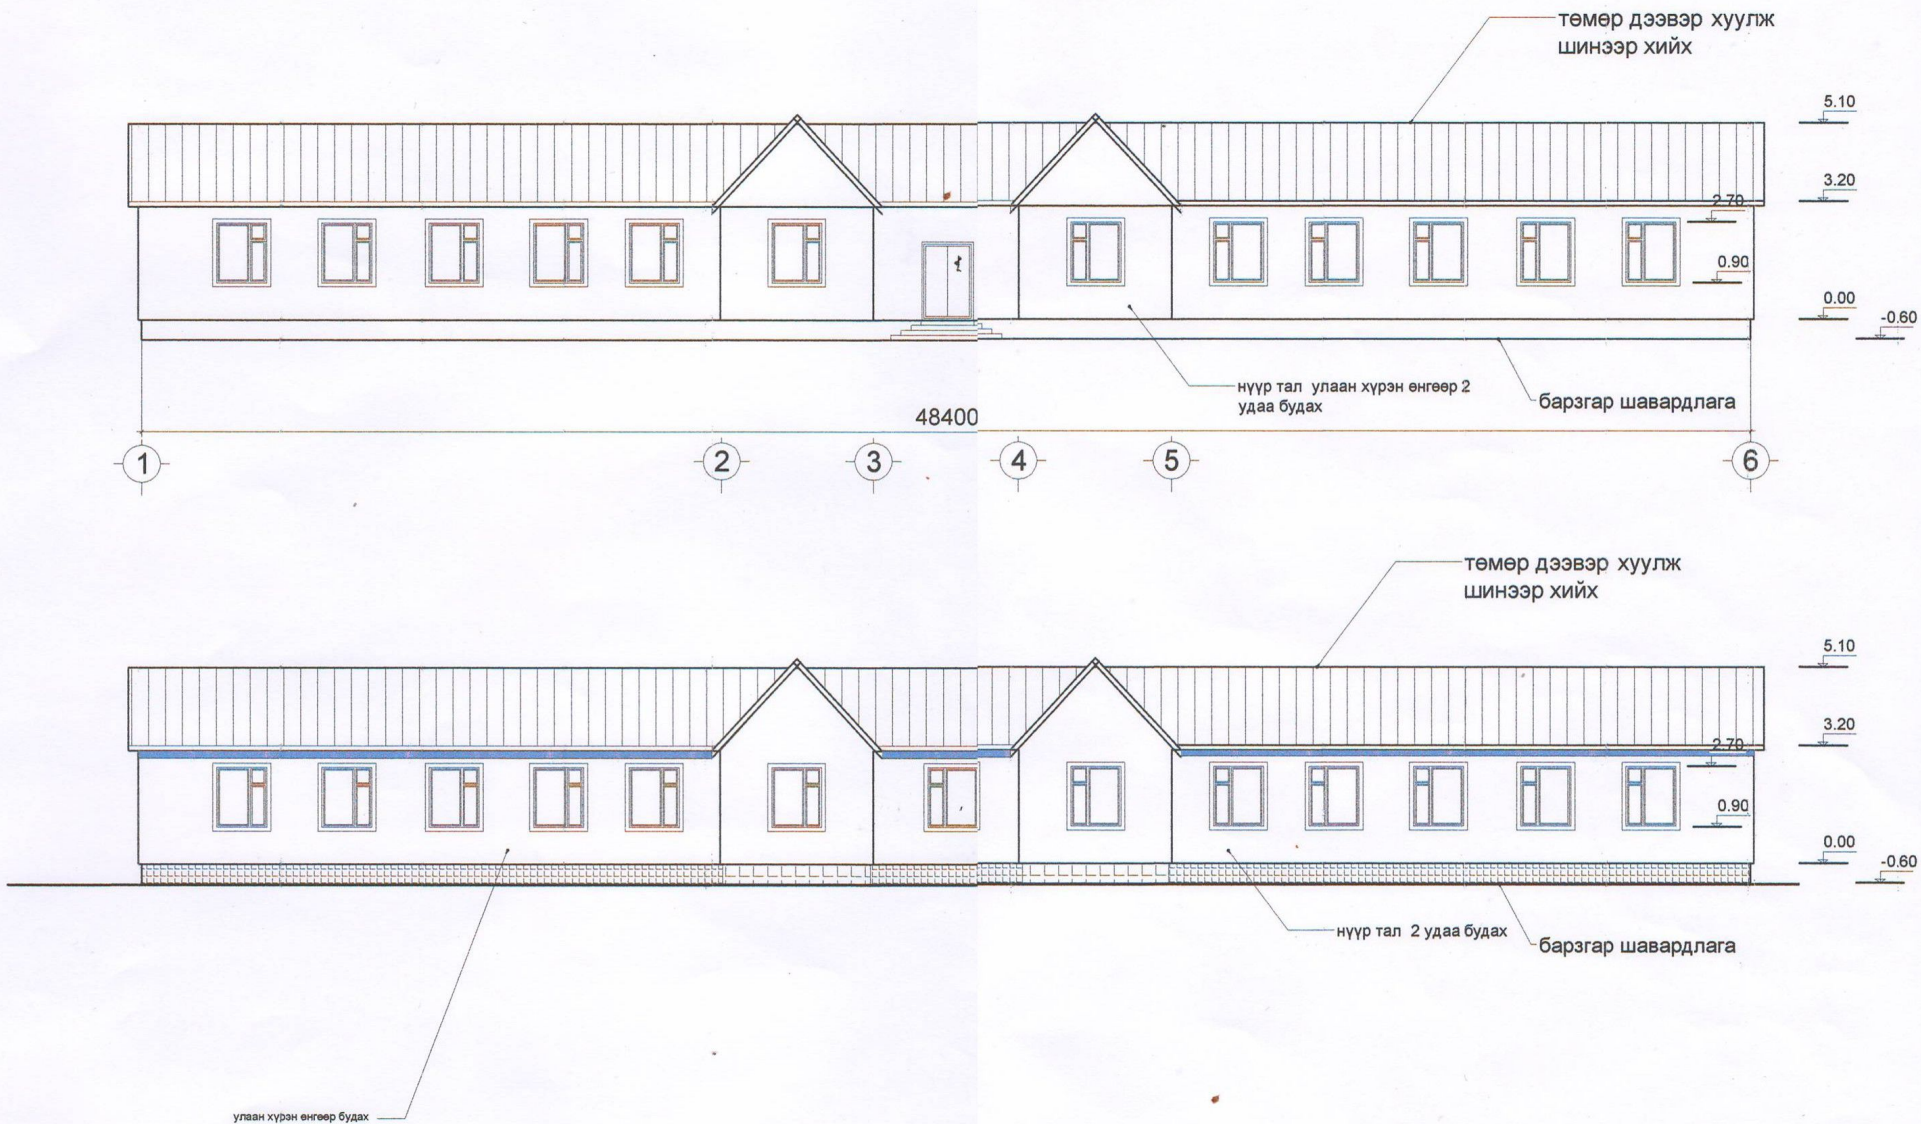 төмөр дээвэр хуулж
шинээр хийх
5.10
3.20
2.70
0.90
0.00
-0.60
нүүр тал улаан хүрэн өнгөөр 2
удаа будах
барзгар шавардлага
48400
1 2 3 4 5 6
төмөр дээвэр хуулж
шинээр хийх
5.10
3.20
2.70
0.90
0.00
-0.60
нүүр тал 2 удаа будах
барзгар шавардлага
улаан хүрэн өнгөөр будах